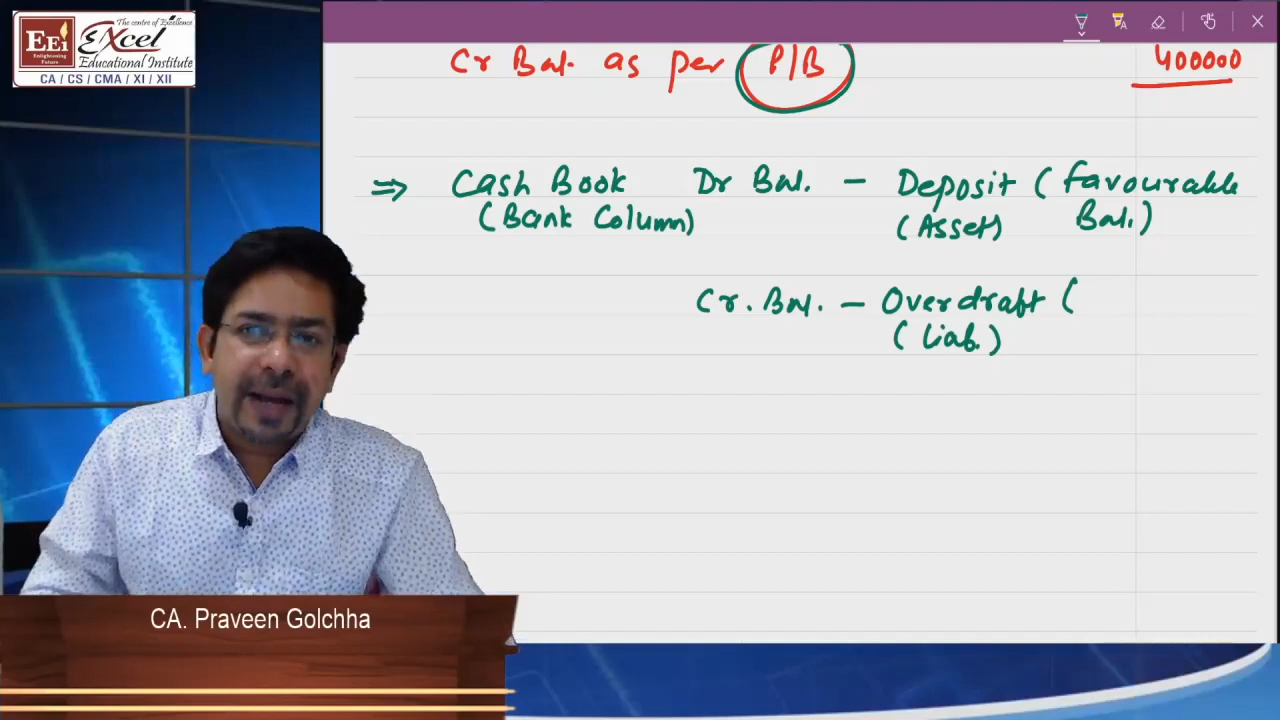 The centre of Excellence
EEi
Enlightening
Future
EXcel
Educational Institute
CA / CS / CMA / XI / XII
Cr Bal. as per P/B 400000
⇒ Cash Book Dr Bal. - Deposit ( Favourable
(Bank Column) (Asset) Bal.)
Cr. Bal. - Overdraft (
(Liab.)
CA. Praveen Golchha